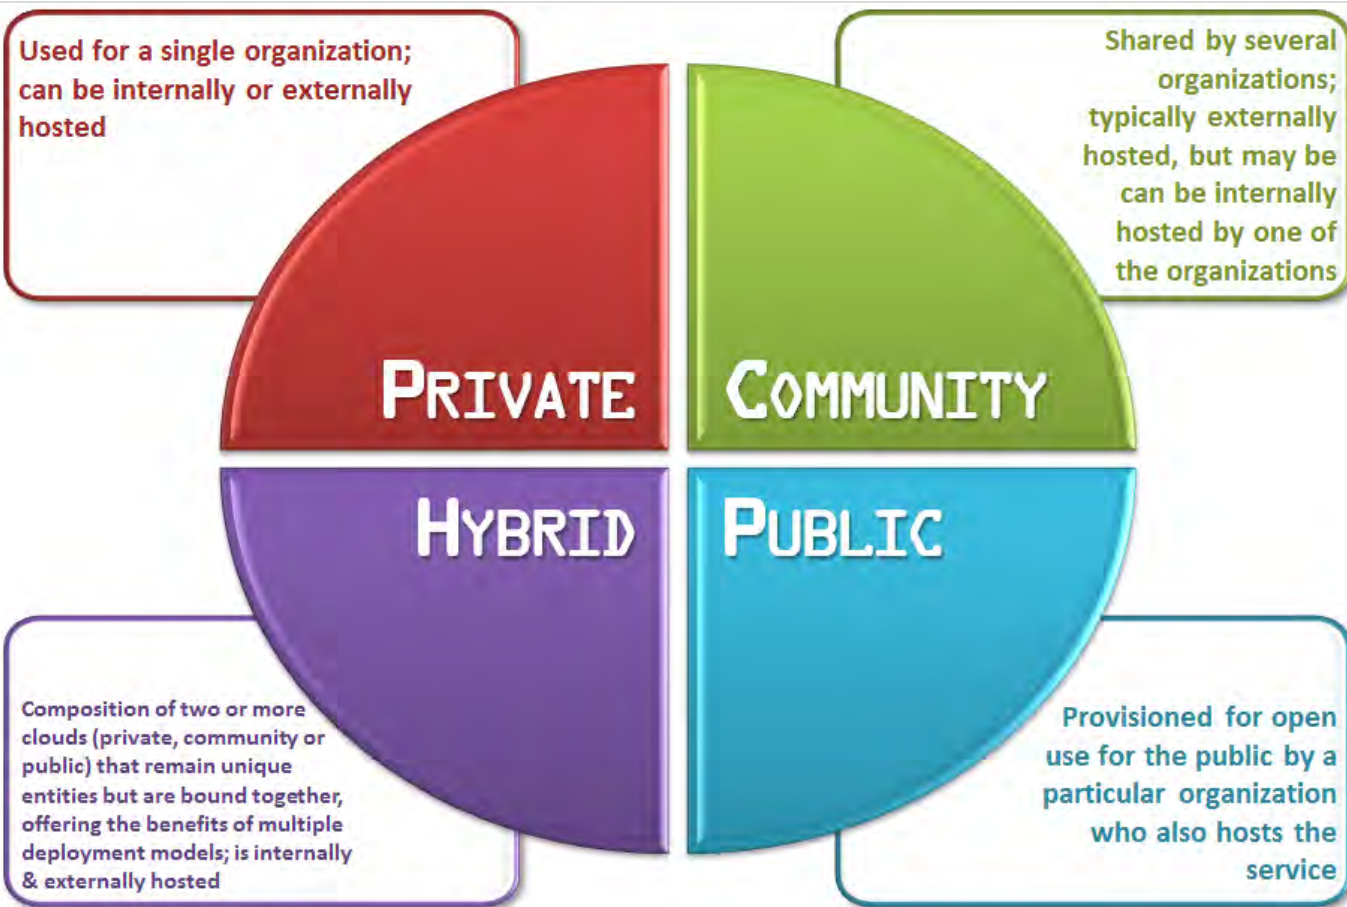 Used for a single organization;
can be internally or externally
hosted
Shared by several
organizations;
typically externally
hosted, but may be
can be internally
hosted by one of
the organizations
PRIVATE
COMMUNITY
HYBRID
PUBLIC
Composition of two or more
clouds (private, community or
public) that remain unique
entities but are bound together,
offering the benefits of multiple
deployment models; is internally
& externally hosted
Provisioned for open
use for the public by a
particular organization
who also hosts the
service